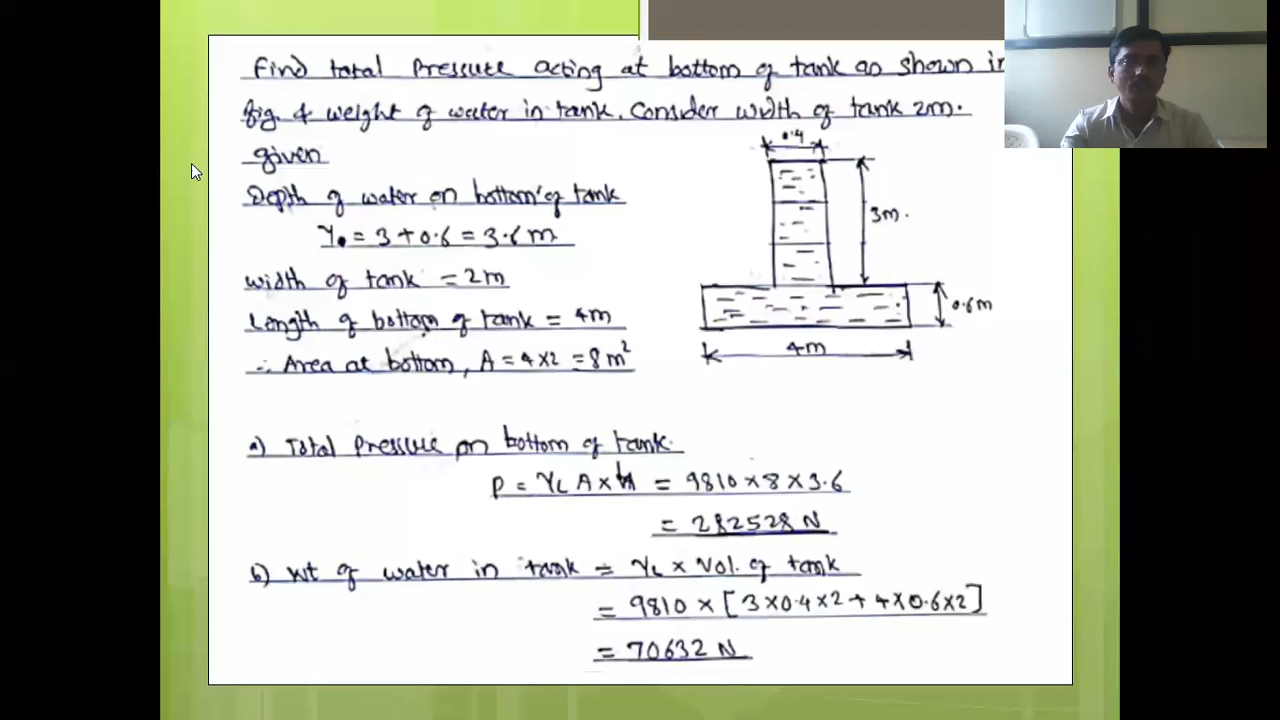 Find total Pressure acting at bottom of tank as shown in
fig. & weight of water in tank. Consider width of tank 2m.
given
Depth of water on bottom of tank
Y. = 3 + 0.6 = 3.6 m
width of tank = 2m
Length of bottom of tank = 4m
∴ Area at bottom, A = 4 x 2 = 8 m²
0.4
3m.
0.6m
4m
a) Total Pressure on bottom of tank.
P = γL A x h = 9810 x 8 x 3.6
= 282528 N
b) wt of water in tank = γL x Vol. of tank
= 9810 x [3 x 0.4 x 2 + 4 x 0.6 x 2]
= 70632 N